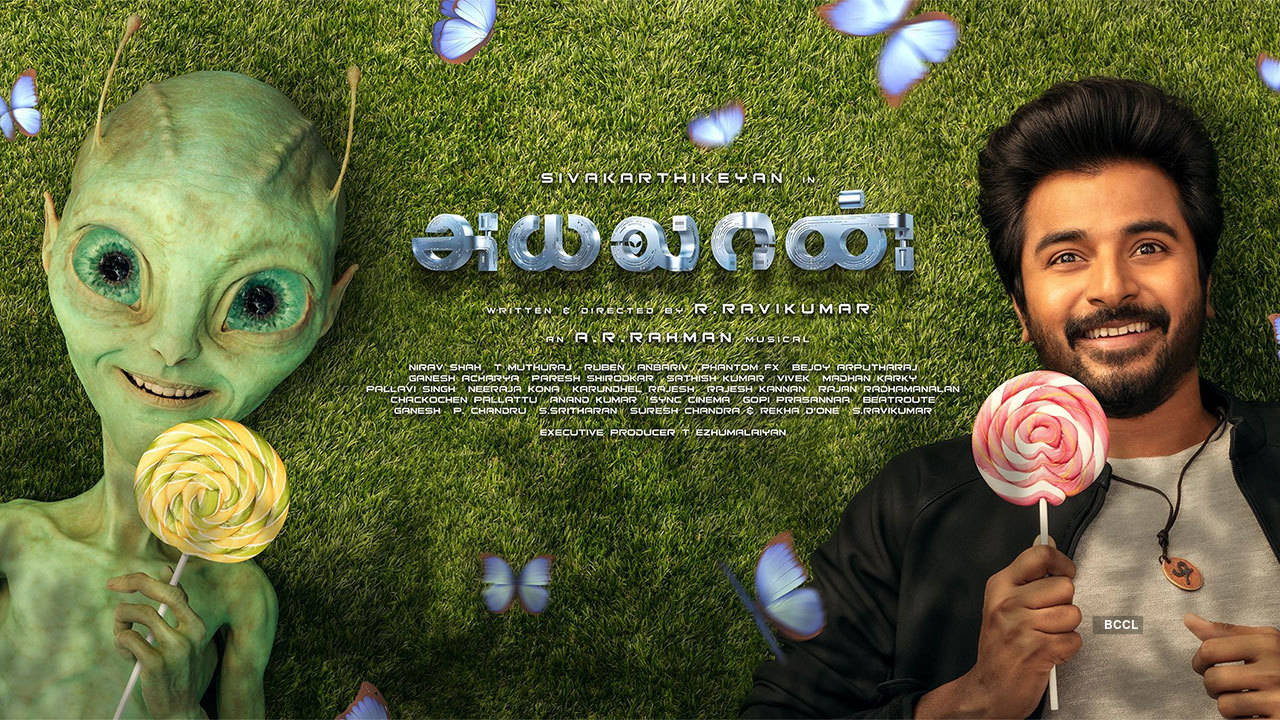 SIVAKARTHIKEYAN IN
அயலான்
WRITTEN & DIRECTED BY R.RAVIKUMAR
AN A.R.RAHMAN MUSICAL
NIRAV SHAH T MUTHURAJ RUBEN ANBARIV PHANTOM FX BEJOY ARPUTHARAJ
GANESH ACHARYA PARESH SHIRODKAR SATHISH KUMAR VIVEK MADHAN KARKY
PALLAVI SINGH NEERAJA KONA KARUNDHEL RAJESH RAJESH KANNAN RAJAN RADHAMANALAN
CHACKOCHEN PALLATTU ANAND KUMAR SYNC CINEMA GOPI PRASANNAA BEATROUTE
GANESH P. CHANDRU S.SRITHARAN SURESH CHANDRA & REKHA D'ONE S.RAVIKUMAR
EXECUTIVE PRODUCER T EZHUMALAIYAN
BCCL